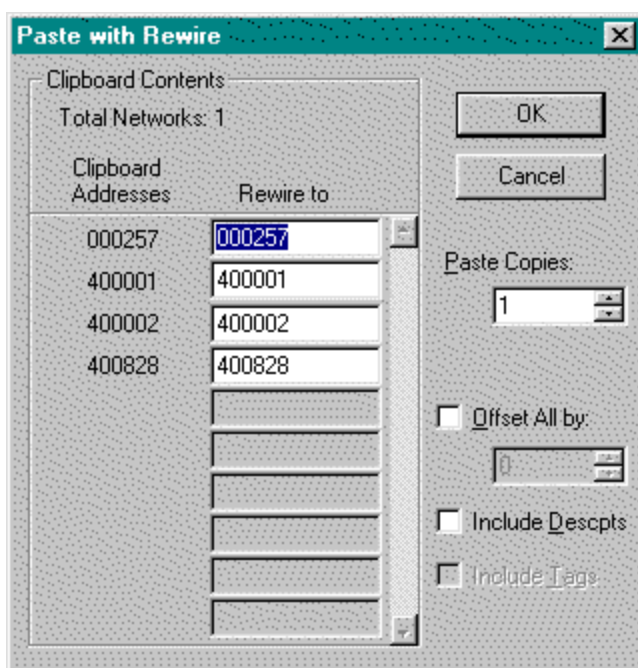 Paste with Rewire
Clipboard Contents
Total Networks: 1
Clipboard
Addresses
Rewire to
000257 000257
400001 400001
400002 400002
400828 400828
OK
Cancel
Paste Copies:
1
Offset All by:
0
Include Descpts
Include Tags